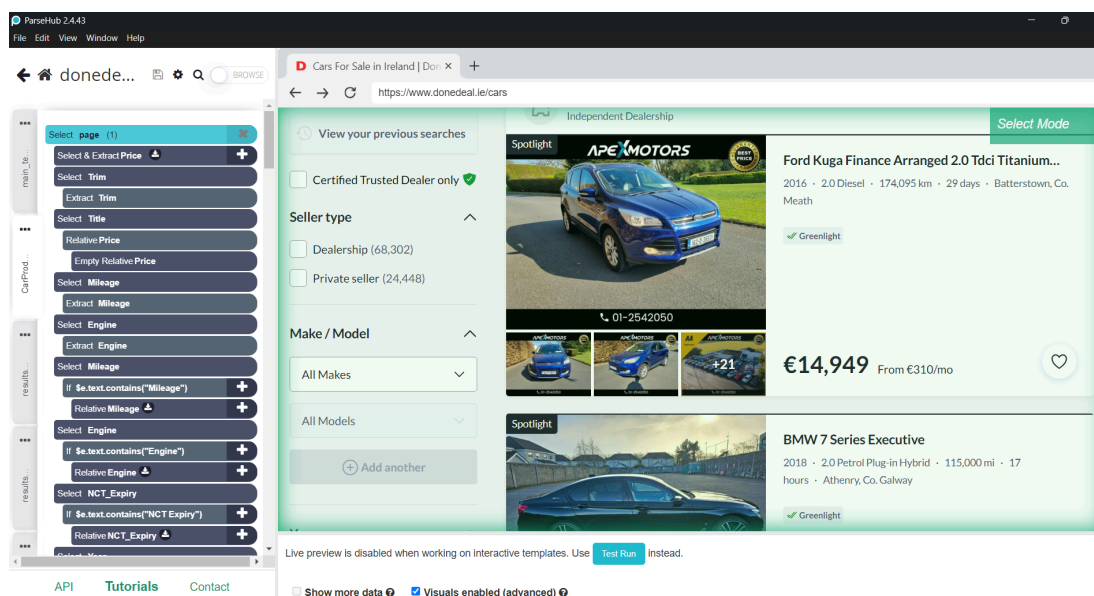 ParseHub 2.4.43
File Edit View Window Help
donede...
BROWSE
Cars For Sale in Ireland | Don
https://www.donedeal.ie/cars
main_te...
CarProd...
results...
results...
Select page (1)
Select & Extract Price
Select Trim
Extract Trim
Select Title
Relative Price
Empty Relative Price
Select Mileage
Extract Mileage
Select Engine
Extract Engine
Select Mileage
If $e.text.contains("Mileage")
Relative Mileage
Select Engine
If $e.text.contains("Engine")
Relative Engine
Select NCT_Expiry
If $e.text.contains("NCT Expiry")
Relative NCT_Expiry
API Tutorials Contact
View your previous searches
Certified Trusted Dealer only
Seller type
Dealership (68,302)
Private seller (24,448)
Make / Model
All Makes
All Models
Add another
Independent Dealership
Select Mode
Spotlight
APEXMOTORS
BEST PRICE
01-2542050
+21
Ford Kuga Finance Arranged 2.0 Tdci Titanium...
2016 · 2.0 Diesel · 174,095 km · 29 days · Batterstown, Co.
Meath
Greenlight
€14,949 From €310/mo
Spotlight
BMW 7 Series Executive
2018 · 2.0 Petrol Plug-in Hybrid · 115,000 mi · 17
hours · Athenry, Co. Galway
Greenlight
Live preview is disabled when working on interactive templates. Use Test Run instead.
Show more data Visuals enabled (advanced)